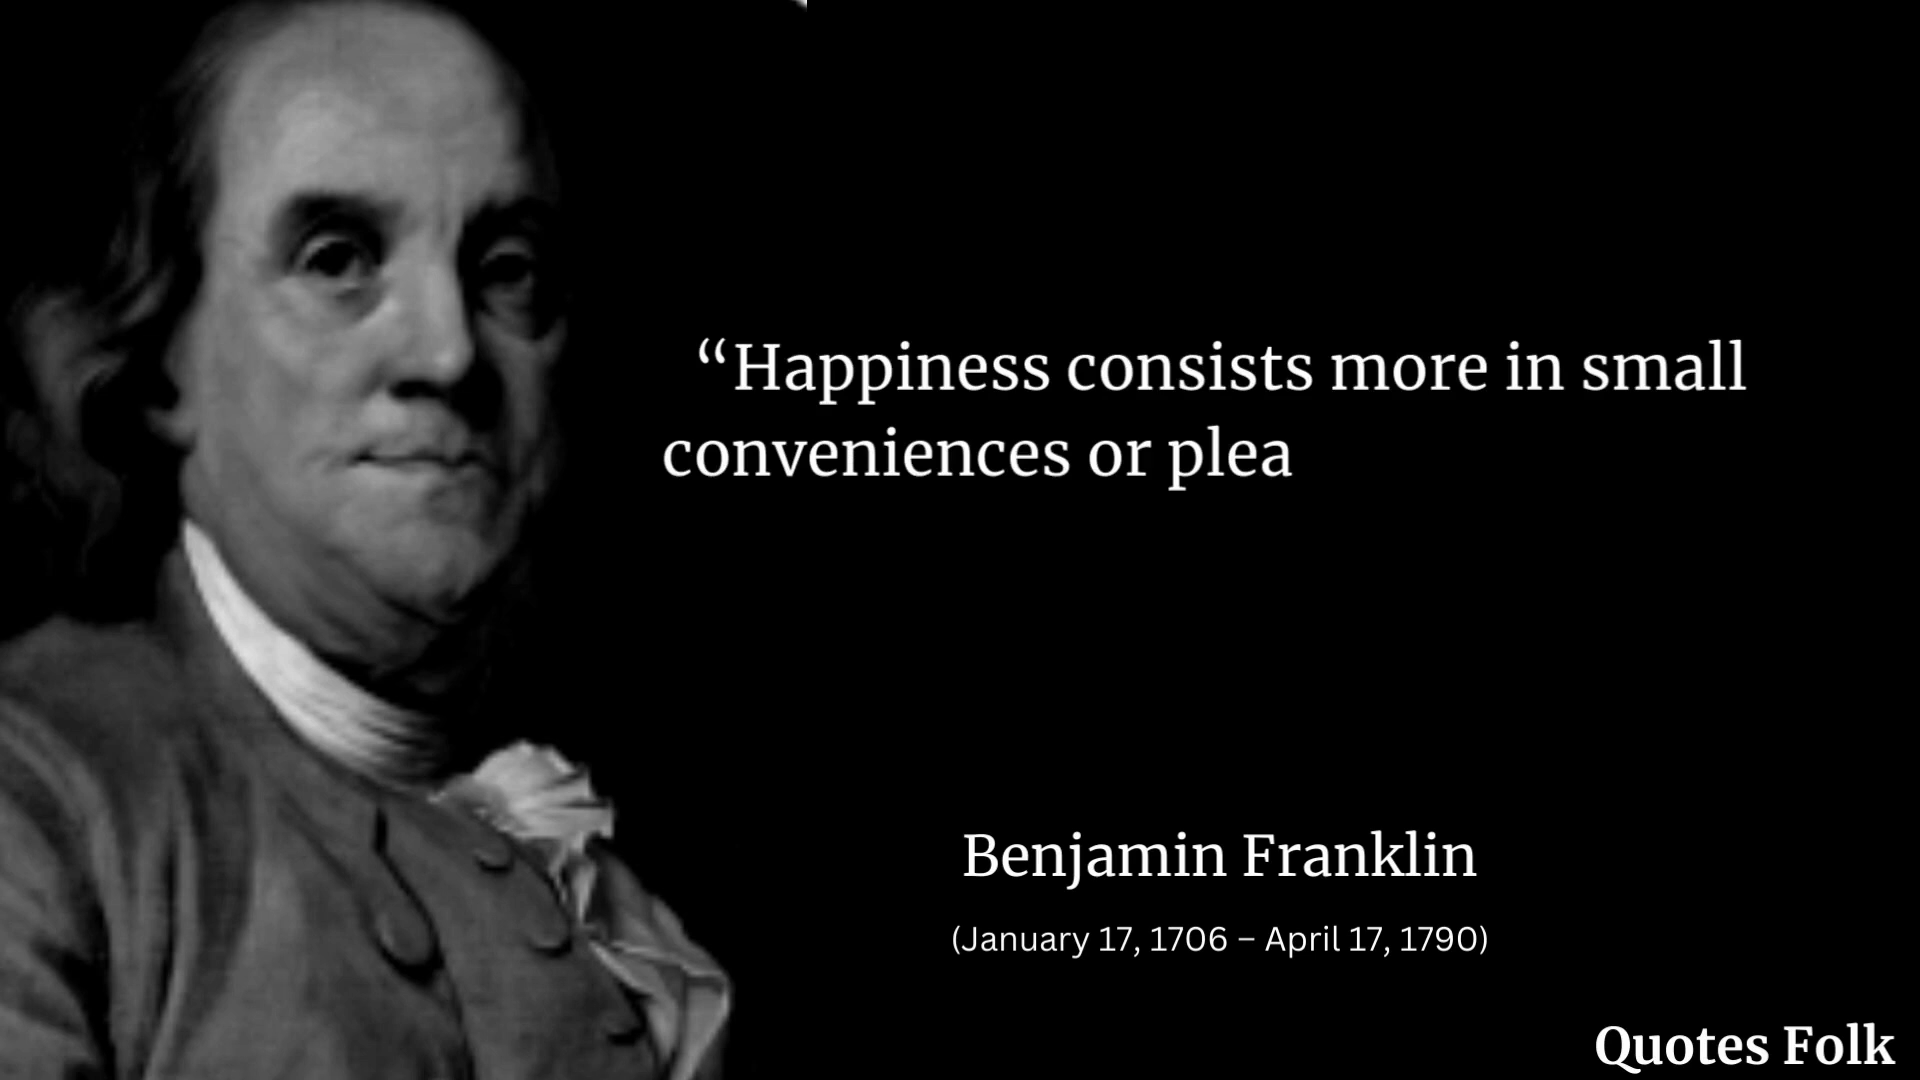 “Happiness consists more in small
conveniences or plea
Benjamin Franklin
(January 17, 1706 – April 17, 1790)
Quotes Folk